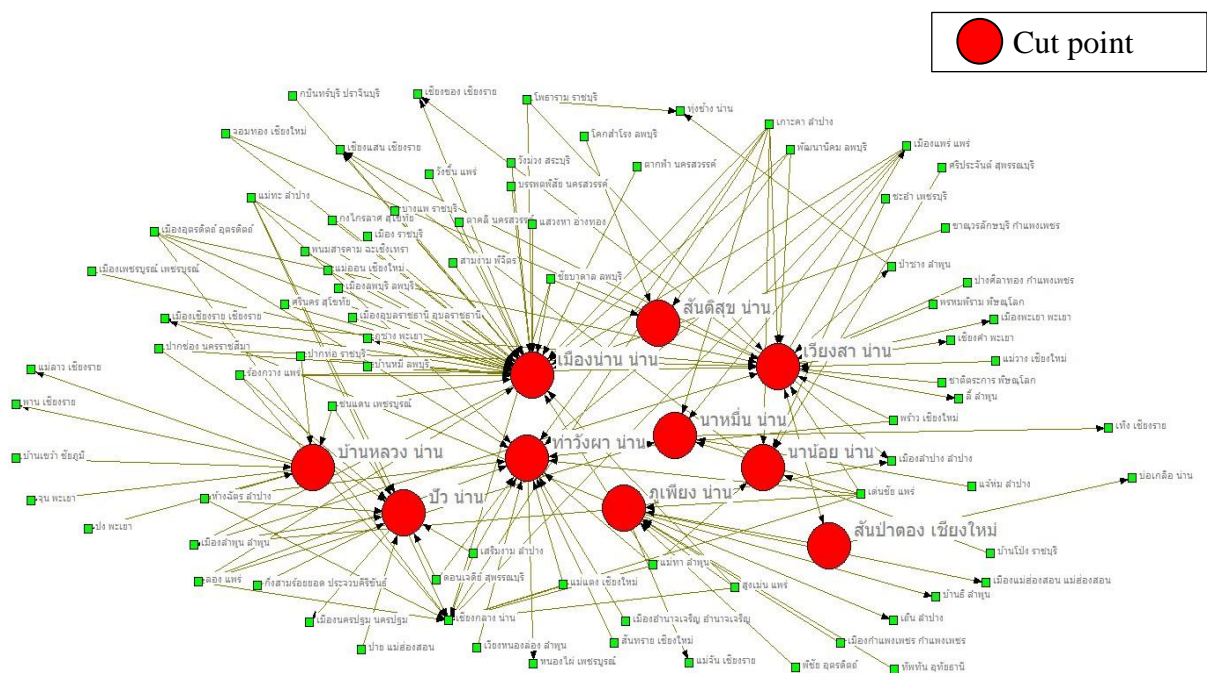 Cut point
กบินทร์บุรี ปราจีนบุรี
เชียงของ เชียงราย
โพธาราม ราชบุรี
ทุ่งช้าง น่าน
จอมทอง เชียงใหม่
โคกสำโรง ลพบุรี
เกาะคา ลำปาง
เชียงแสน เชียงราย
พัฒนานิคม ลพบุรี
เมืองแพร่ แพร่
วังม่วง สระบุรี
ตากฟ้า นครสวรรค์
ศรีประจันต์ สุพรรณบุรี
วังชิ้น แพร่
บรรพตพิสัย นครสวรรค์
แม่ทะ ลำปาง
ชะอำ เพชรบุรี
บางแพ ราชบุรี
กงไกรลาศ สุโขทัย
ตาคลี นครสวรรค์
แสวงหา อ่างทอง
ขาณุวรลักษบุรี กำแพงเพชร
เมืองอุตรดิตถ์ อุตรดิตถ์
เมือง ราชบุรี
พนมสารคาม ฉะเชิงเทรา
สามงาม พิจิตร
ป่าซาง ลำพูน
เมืองเพชรบูรณ์ เพชรบูรณ์
แม่ออน เชียงใหม่
ชัยบาดาล ลพบุรี
ปางศิลาทอง กำแพงเพชร
เมืองลพบุรี ลพบุรี
ศรีนคร สุโขทัย
สันติสุข น่าน
พรหมพิราม พิษณุโลก
เมืองเชียงราย เชียงราย
เมืองอุบลราชธานี อุบลราชธานี
เมืองพะเยา พะเยา
ภูซาง พะเยา
เชียงคำ พะเยา
ปากช่อง นครราชสีมา
ปากท่อ ราชบุรี
บ้านหมี่ ลพบุรี
เมืองน่าน น่าน
เวียงสา น่าน
แม่วาง เชียงใหม่
แม่ลาว เชียงราย
ร้องกวาง แพร่
ชาติตระการ พิษณุโลก
ลี้ ลำพูน
พาน เชียงราย
ชนแดน เพชรบูรณ์
นาหมื่น น่าน
พร้าว เชียงใหม่
เทิง เชียงราย
บ้านหลวง น่าน
ท่าวังผา น่าน
นาน้อย น่าน
บ้านเขว้า ชัยภูมิ
เมืองลำปาง ลำปาง
บ่อเกลือ น่าน
จุน พะเยา
ห้างฉัตร ลำปาง
ปัว น่าน
ภูเพียง น่าน
เด่นชัย แพร่
แจ้ห่ม ลำปาง
ปง พะเยา
สันป่าตอง เชียงใหม่
เมืองลำพูน ลำพูน
เสริมงาม ลำปาง
บ้านโป่ง ราชบุรี
แม่ทา ลำพูน
ลอง แพร่
กิ่งสามร้อยยอด ประจวบคีรีขันธ์
ดอนเจดีย์ สุพรรณบุรี
แม่แตง เชียงใหม่
สูงเม่น แพร่
เมืองแม่ฮ่องสอน แม่ฮ่องสอน
บ้านธิ ลำพูน
เมืองนครปฐม นครปฐม
เชียงกลาง น่าน
เมืองอำนาจเจริญ อำนาจเจริญ
เถิน ลำปาง
ปาย แม่ฮ่องสอน
เวียงหนองล่อง ลำพูน
สันทราย เชียงใหม่
เมืองกำแพงเพชร กำแพงเพชร
หนองไผ่ เพชรบูรณ์
แม่จัน เชียงราย
พิชัย อุตรดิตถ์
ทัพทัน อุทัยธานี